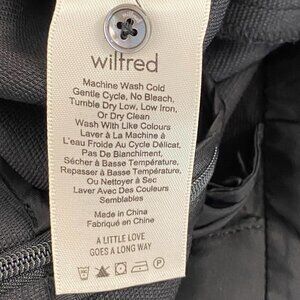 wilfred
Machine Wash Cold
Gentle Cycle, No Bleach,
Tumble Dry Low, Low Iron,
Or Dry Clean
Wash With Like Colours
Laver À La Machine À
L'eau Froide Au Cycle Délicat,
Pas De Blanchiment,
Sécher à Basse Température,
Repasser à Basse Température,
Ou Nettoyer à Sec
Laver Avec Des Couleurs
Semblables
Made in China
Fabriqué en Chine
A LITTLE LOVE
GOES A LONG WAY
P